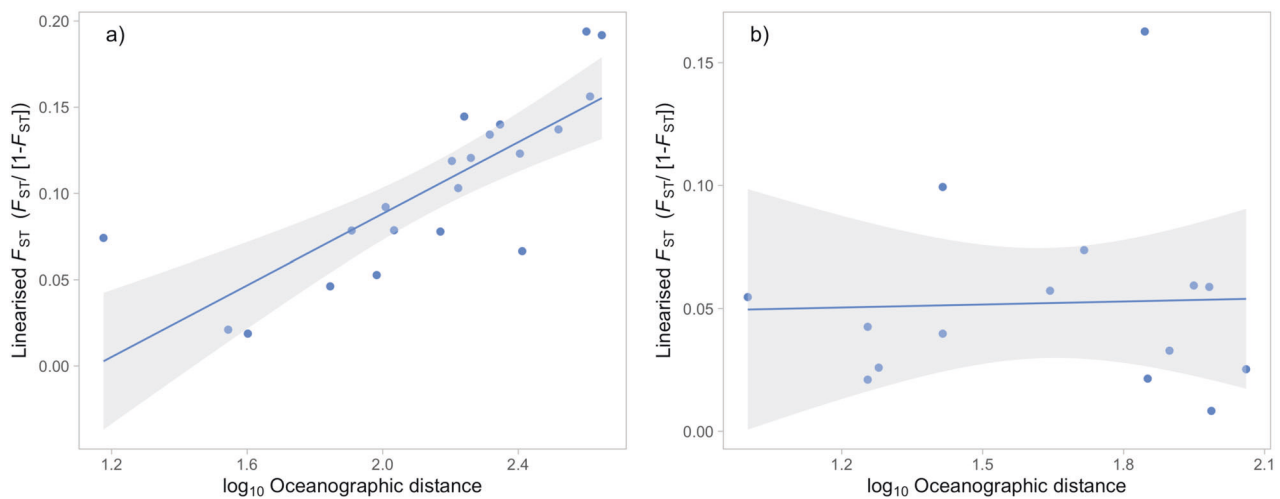 a)
Linearised FST (FST/ [1-FST])
0.20
0.15
0.10
0.05
0.00
1.2 1.6 2.0 2.4
log10 Oceanographic distance
b)
Linearised FST (FST/ [1-FST])
0.15
0.10
0.05
0.00
1.2 1.5 1.8 2.1
log10 Oceanographic distance